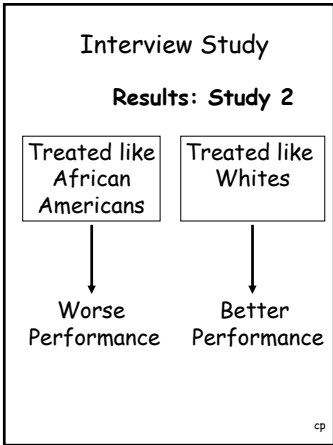 Interview Study
Results: Study 2
Treated like
African
Americans
Treated like
Whites
Worse
Performance
Better
Performance
cp